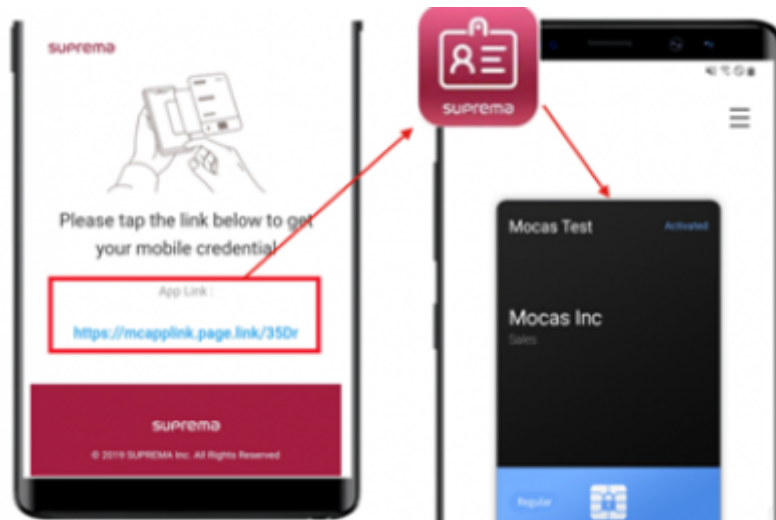 suprema
Please tap the link below to get
your mobile credential
App Link :
https://mcapplink.page.link/35Dr
suprema
© 2019 SUPREMA Inc. All Rights Reserved
suprema
Mocas Test
Activated
Mocas Inc
Sales
Regular